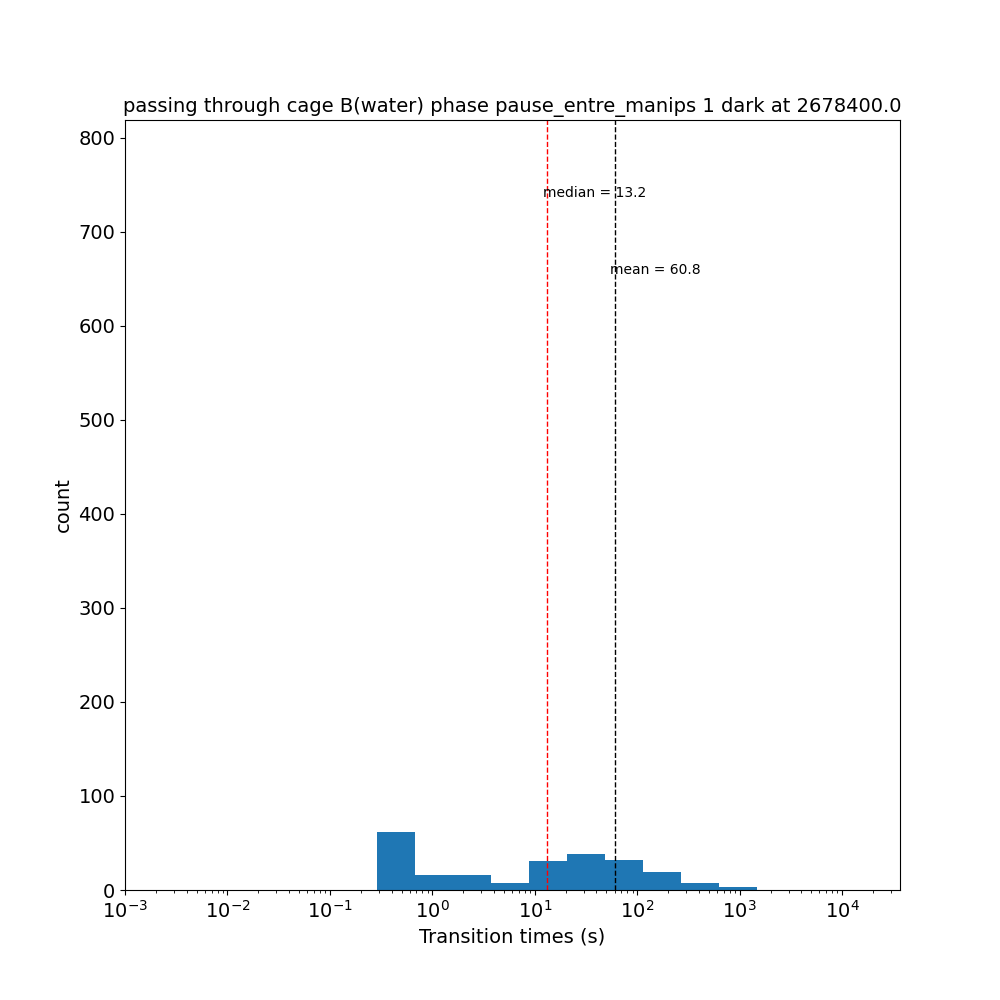 passing through cage B(water) phase pause_entre_manips 1 dark at 2678400.0
800
median = 13.2
700
mean = 60.8
600
500
count
400
300
200
100
0
10⁻³ 10⁻² 10⁻¹ 10⁰ 10¹ 10² 10³ 10⁴
Transition times (s)